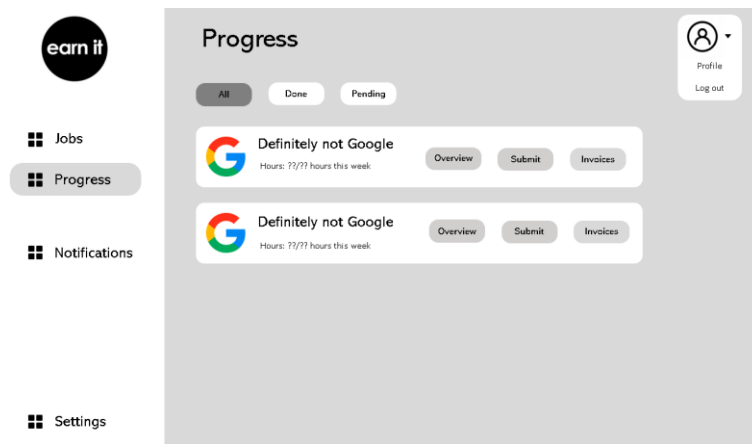 earn it
Progress
Profile
Log out
All Done Pending
Jobs
Progress
Notifications
Settings
Definitely not Google
Hours: ??/?? hours this week
Overview Submit Invoices
Definitely not Google
Hours: ??/?? hours this week
Overview Submit Invoices